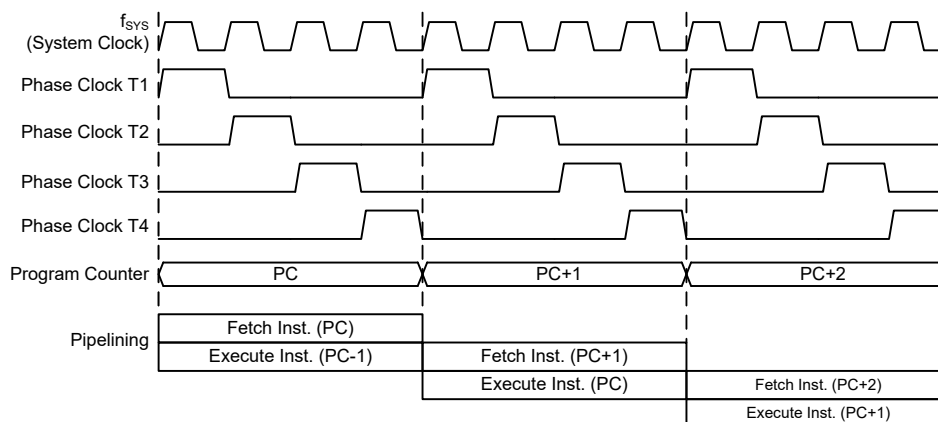 fSYS
(System Clock)
Phase Clock T1
Phase Clock T2
Phase Clock T3
Phase Clock T4
Program Counter PC PC+1 PC+2
Pipelining
Fetch Inst. (PC)
Execute Inst. (PC-1) Fetch Inst. (PC+1)
Execute Inst. (PC) Fetch Inst. (PC+2)
Execute Inst. (PC+1)